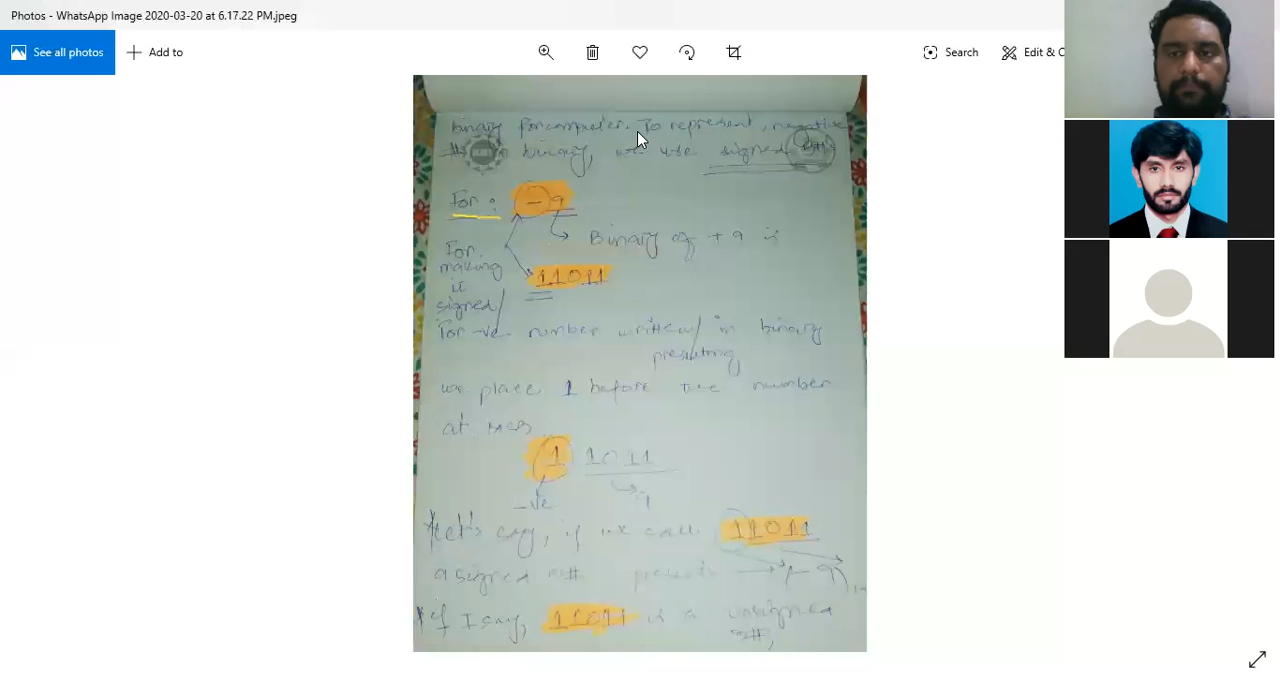 Photos - WhatsApp Image 2020-03-20 at 6.17.22 PM.jpeg
See all photos
Add to
Search
Edit & C
binary for computer. To represent, negative
binary, we use signed
For: -9
Binary of + 9 is
For
making
it
signed/
11011
For -ve number written/ in binary
presenting
we place 1 before the number
at
1 1011
-ve
Let's say, if we call 11011
a signed presents -9
If I say, 11011 is a unsigned